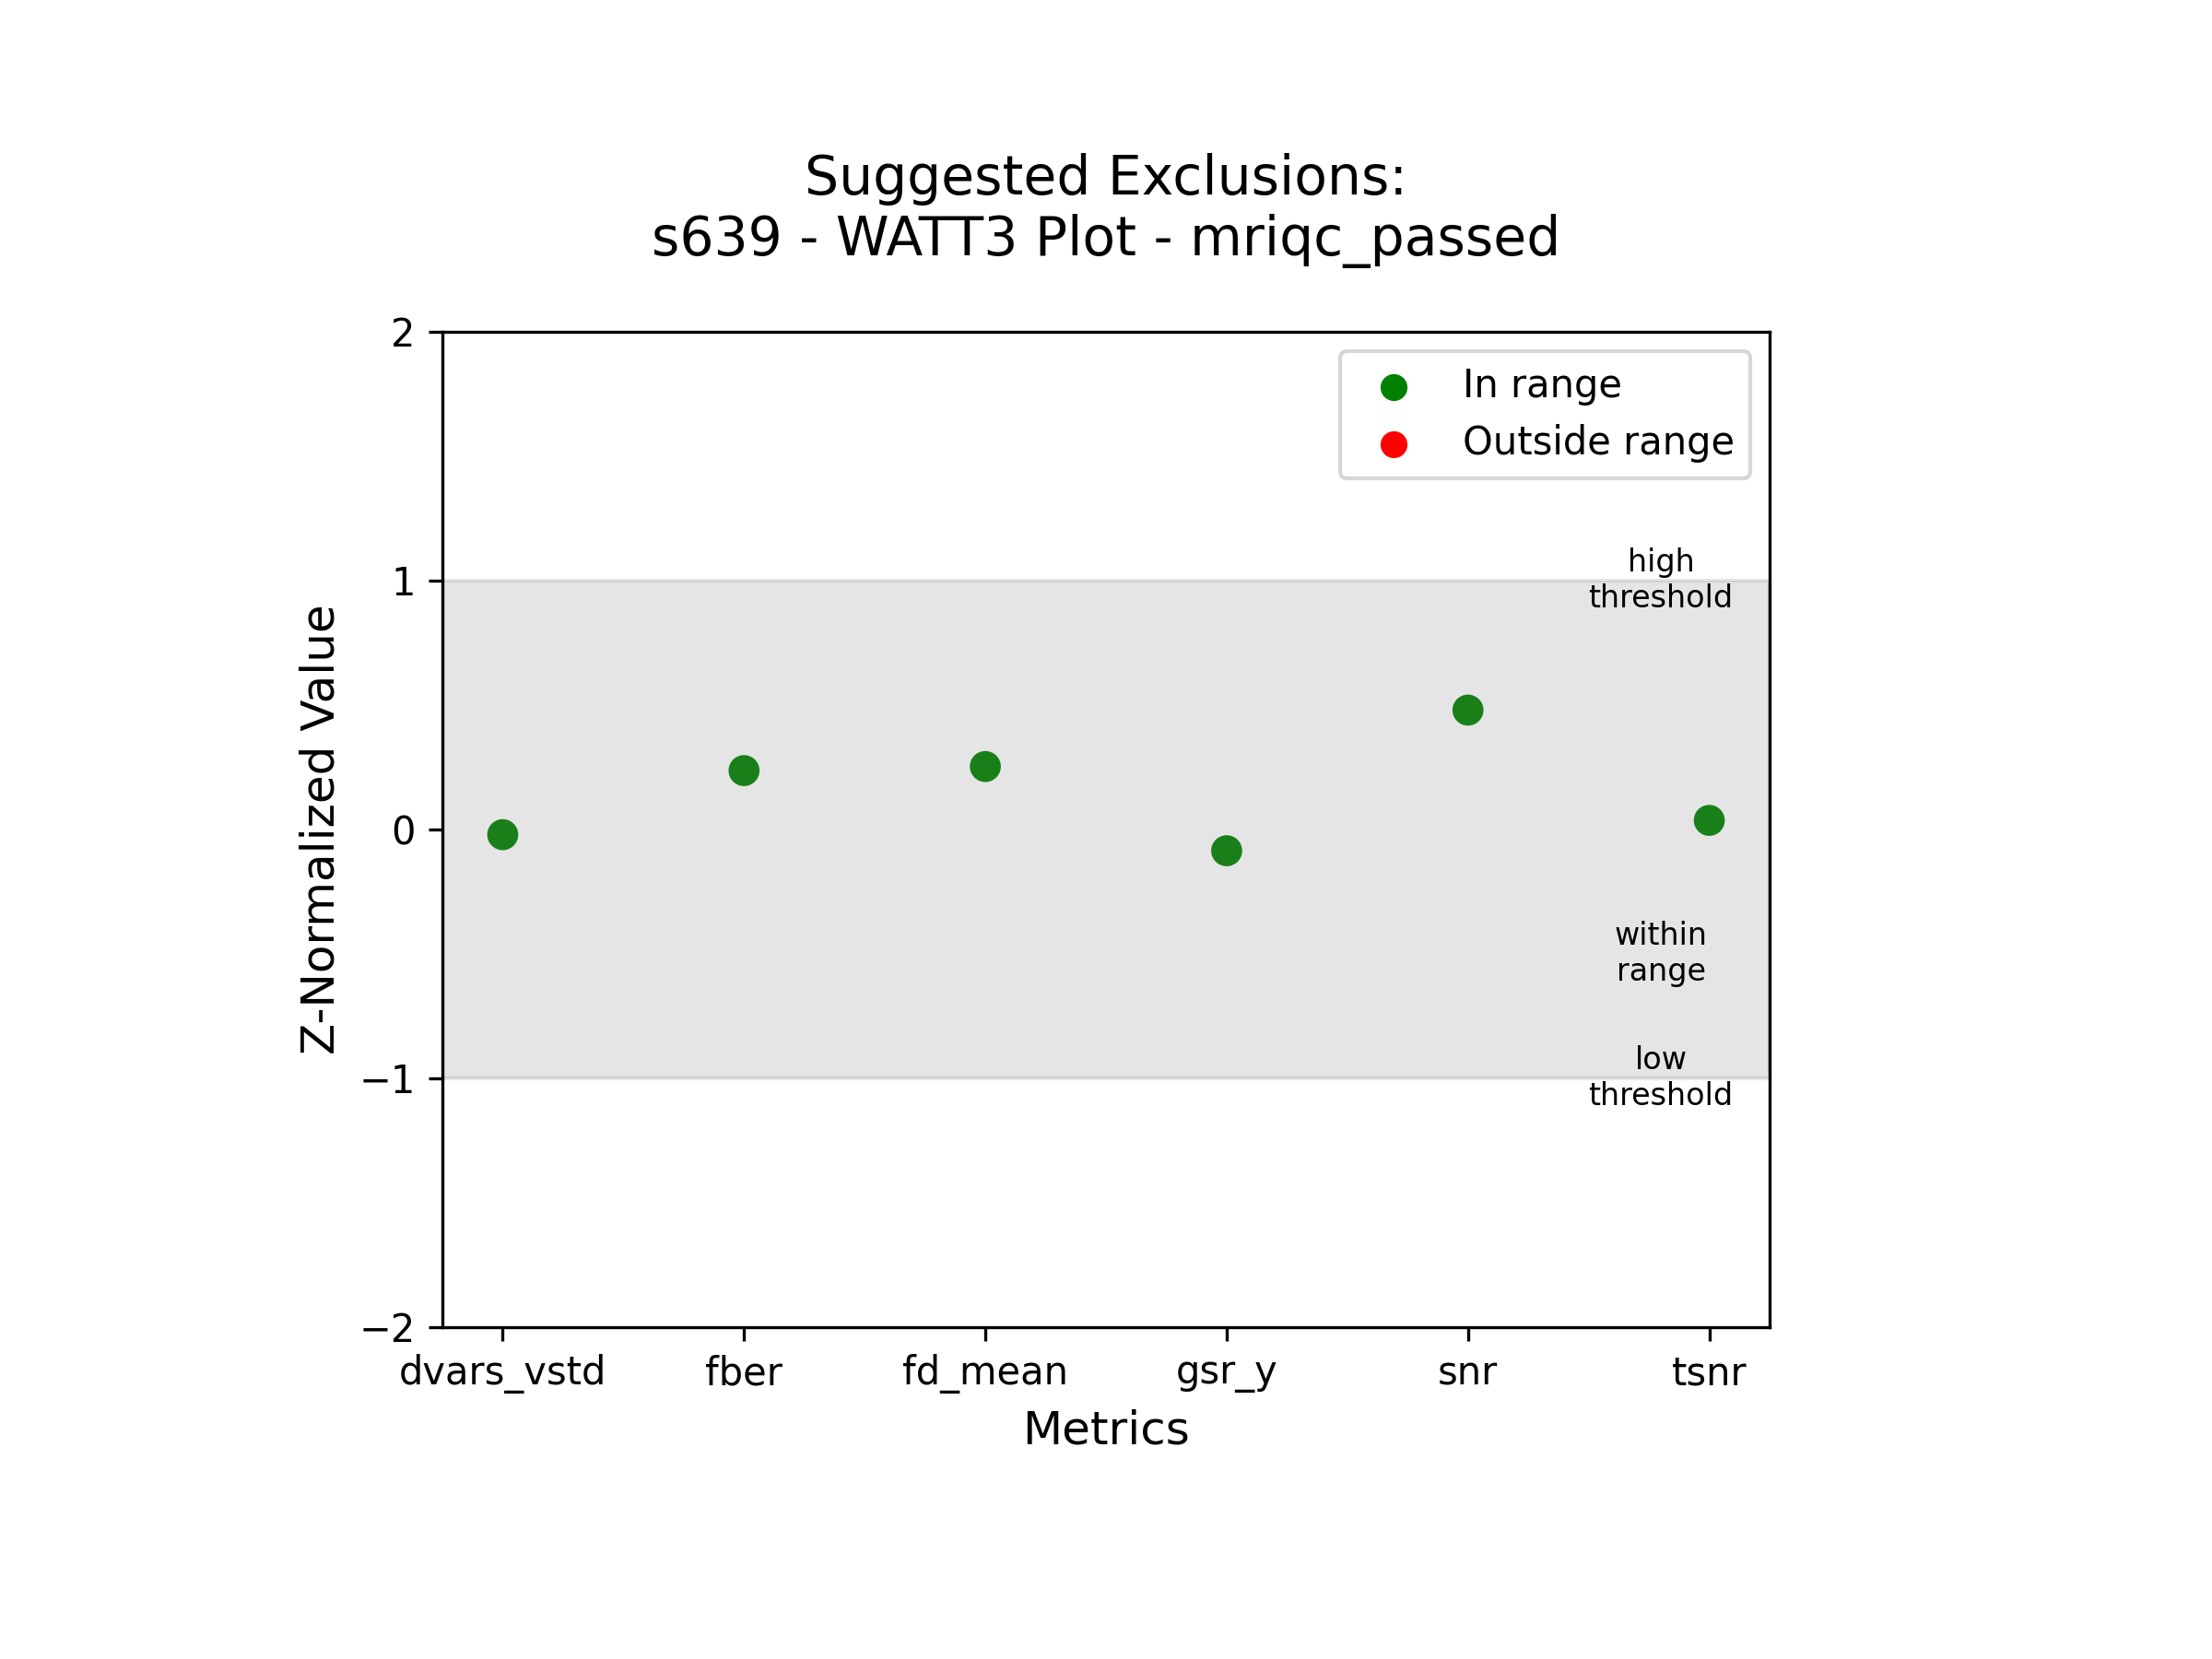 Suggested Exclusions:
s639 - WATT3 Plot - mriqc_passed
2
1
0
−1
−2
Z-Normalized Value
In range
Outside range
high
threshold
within
range
low
threshold
dvars_vstd
fber
fd_mean
gsr_y
snr
tsnr
Metrics